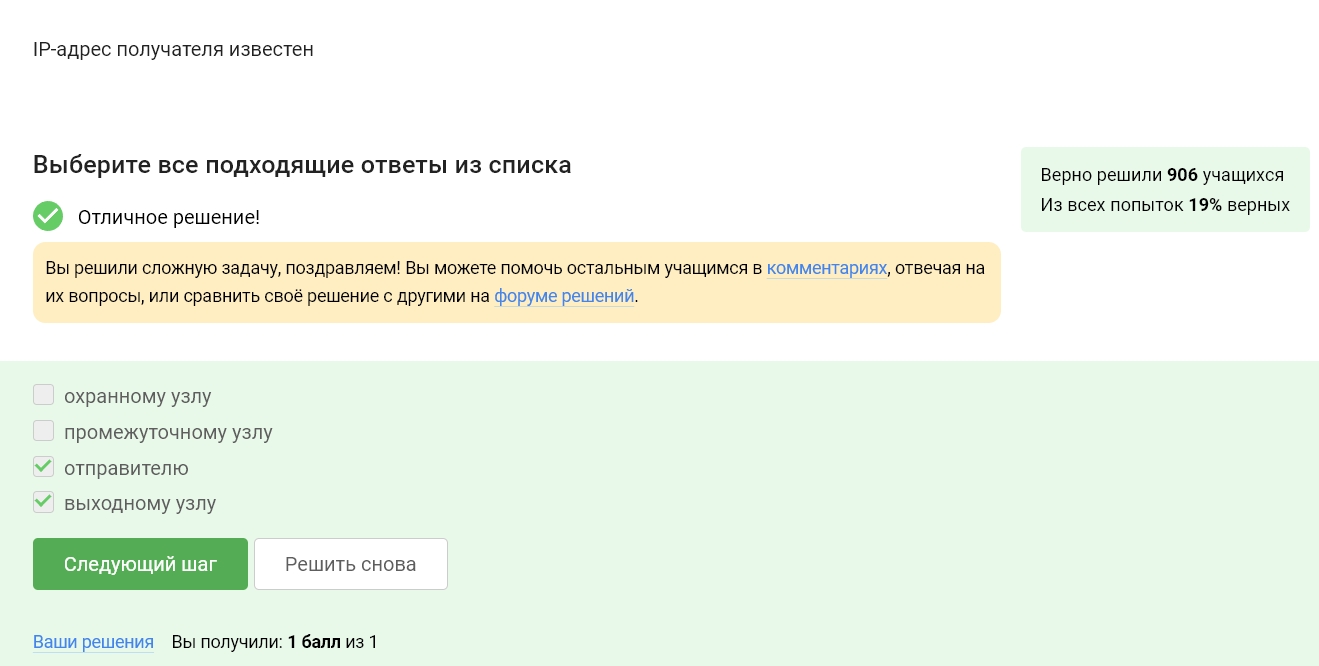 IP-адрес получателя известен
Выберите все подходящие ответы из списка
Верно решили 906 учащихся
Из всех попыток 19% верных
Отличное решение!
Вы решили сложную задачу, поздравляем! Вы можете помочь остальным учащимся в комментариях, отвечая на
их вопросы, или сравнить своё решение с другими на форуме решений.
охранному узлу
промежуточному узлу
отправителю
выходному узлу
Следующий шаг
Решить снова
Ваши решения Вы получили: 1 балл из 1